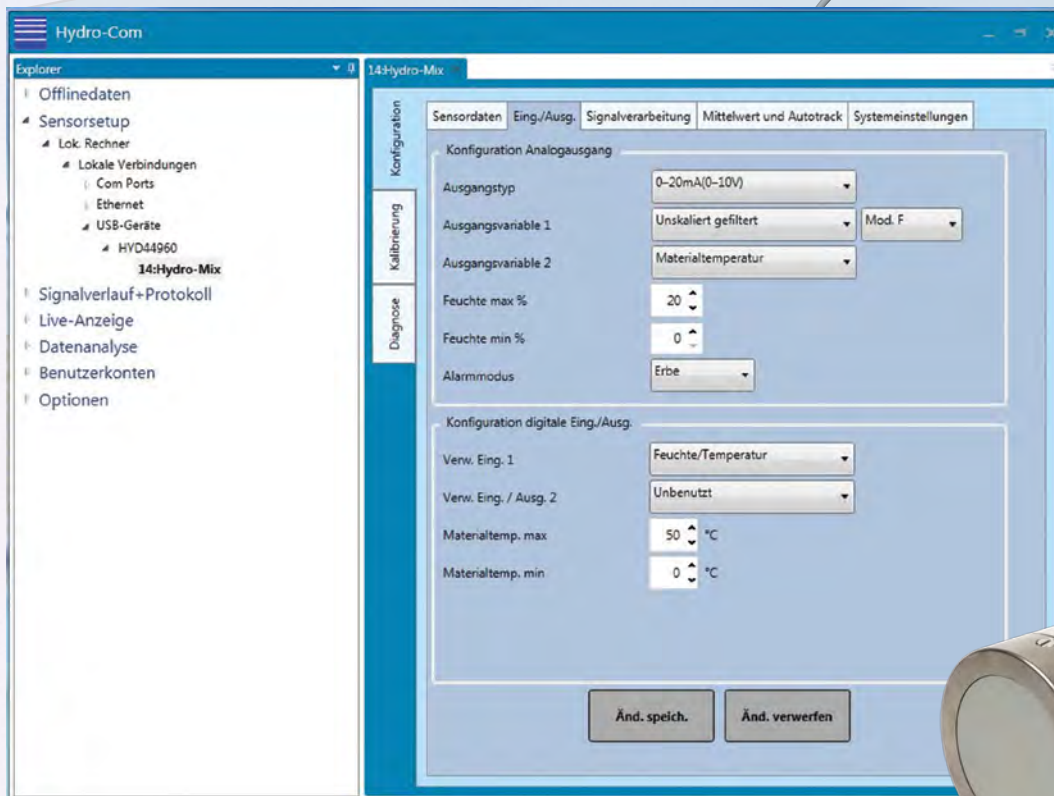 Hydro-Com
Explorer
Offlinedaten
Sensorsetup
Lok. Rechner
Lokale Verbindungen
Com Ports
Ethernet
USB-Geräte
HYD44960
14:Hydro-Mix
Signalverlauf+Protokoll
Live-Anzeige
Datenanalyse
Benutzerkonten
Optionen
14:Hydro-Mix
Konfiguration
Kalibrierung
Diagnose
Sensordaten Eing./Ausg. Signalverarbeitung Mittelwert und Autotrack Systemeinstellungen
Konfiguration Analogausgang
Ausgangstyp 0–20mA(0–10V)
Ausgangsvariable 1 Unskaliert gefiltert Mod. F
Ausgangsvariable 2 Materialtemperatur
Feuchte max % 20
Feuchte min % 0
Alarmmodus Erbe
Konfiguration digitale Eing./Ausg.
Verw. Eing. 1 Feuchte/Temperatur
Verw. Eing. / Ausg. 2 Unbenutzt
Materialtemp. max 50 °C
Materialtemp. min 0 °C
Änd. speich. Änd. verwerfen